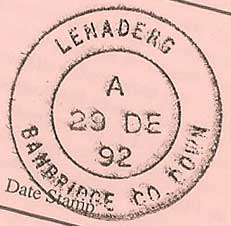 LENADERG
A
29 DE
92
BANBRIDGE CO DOWN
Date Stamp